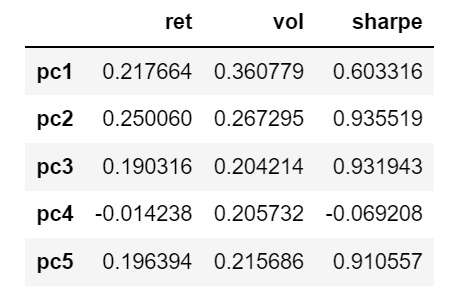 ret vol sharpe
pc1 0.217664 0.360779 0.603316
pc2 0.250060 0.267295 0.935519
pc3 0.190316 0.204214 0.931943
pc4 -0.014238 0.205732 -0.069208
pc5 0.196394 0.215686 0.910557